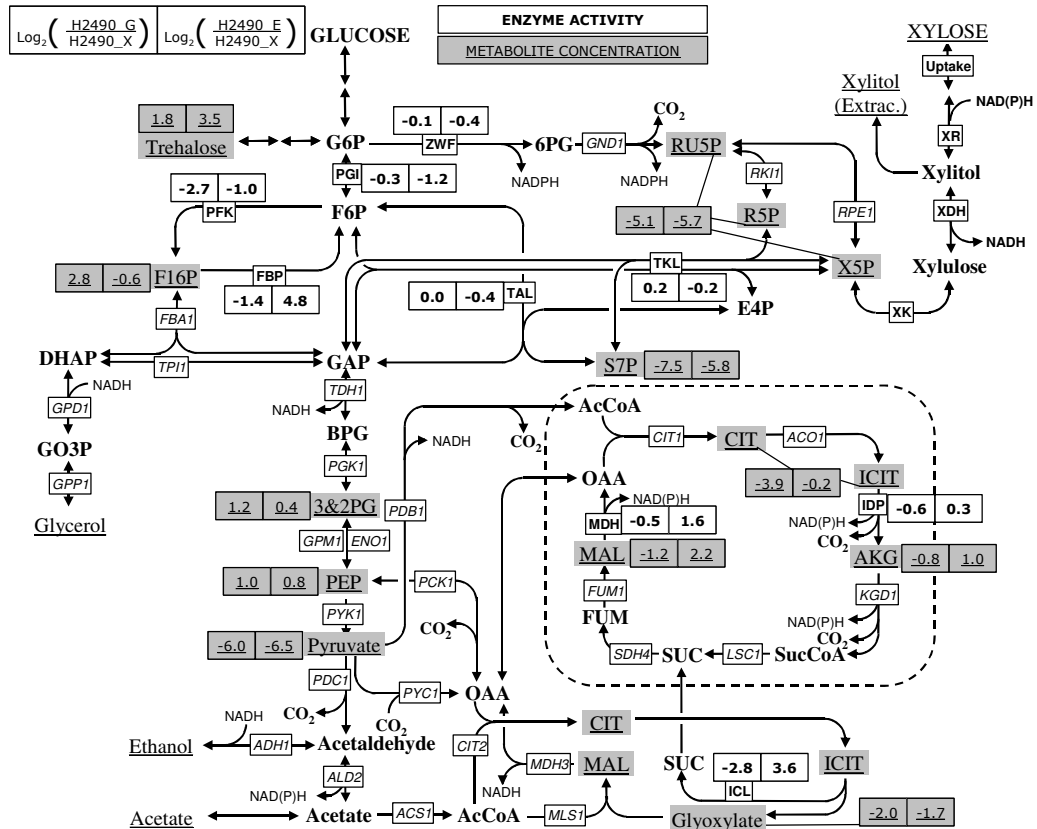 Log2 ( H2490_G / H2490_X ) Log2 ( H2490_E / H2490_X )
ENZYME ACTIVITY
METABOLITE CONCENTRATION
GLUCOSE
XYLOSE
Uptake
Xylitol
(Extrac.)
NAD(P)H
XR
1.8 3.5
Trehalose
G6P
-0.1 -0.4
ZWF
NADPH
6PG
GND1
CO2
NADPH
RU5P
RKI1
Xylitol
PGI
-0.3 -1.2
-2.7 -1.0
PFK
F6P
-5.1 -5.7
R5P
RPE1
XDH
NADH
2.8 -0.6
F16P
FBP
-1.4 4.8
TKL
0.2 -0.2
X5P
Xylulose
0.0 -0.4
TAL
E4P
XK
FBA1
DHAP
TPI1
GAP
S7P
-7.5 -5.8
NADH
GPD1
TDH1
NADH
GO3P
BPG
NADH
CO2
AcCoA
CIT1
CIT
ACO1
GPP1
PGK1
OAA
-3.9 -0.2
ICIT
Glycerol
1.2 0.4
3&2PG
PDB1
NAD(P)H
MDH
-0.5 1.6
IDP
-0.6 0.3
NAD(P)H
CO2
GPM1 ENO1
MAL
-1.2 2.2
AKG
-0.8 1.0
1.0 0.8
PEP
PCK1
FUM1
KGD1
PYK1
CO2
FUM
NAD(P)H
CO2
-6.0 -6.5
Pyruvate
SDH4
SUC
LSC1
SucCoA
PDC1
CO2
PYC1
CO2
OAA
NADH
CIT
Ethanol
ADH1
Acetaldehyde
CIT2
ALD2
NAD(P)H
NADH
MDH3
MAL
SUC
-2.8 3.6
ICL
ICIT
Acetate
Acetate
ACS1
AcCoA
MLS1
Glyoxylate
-2.0 -1.7